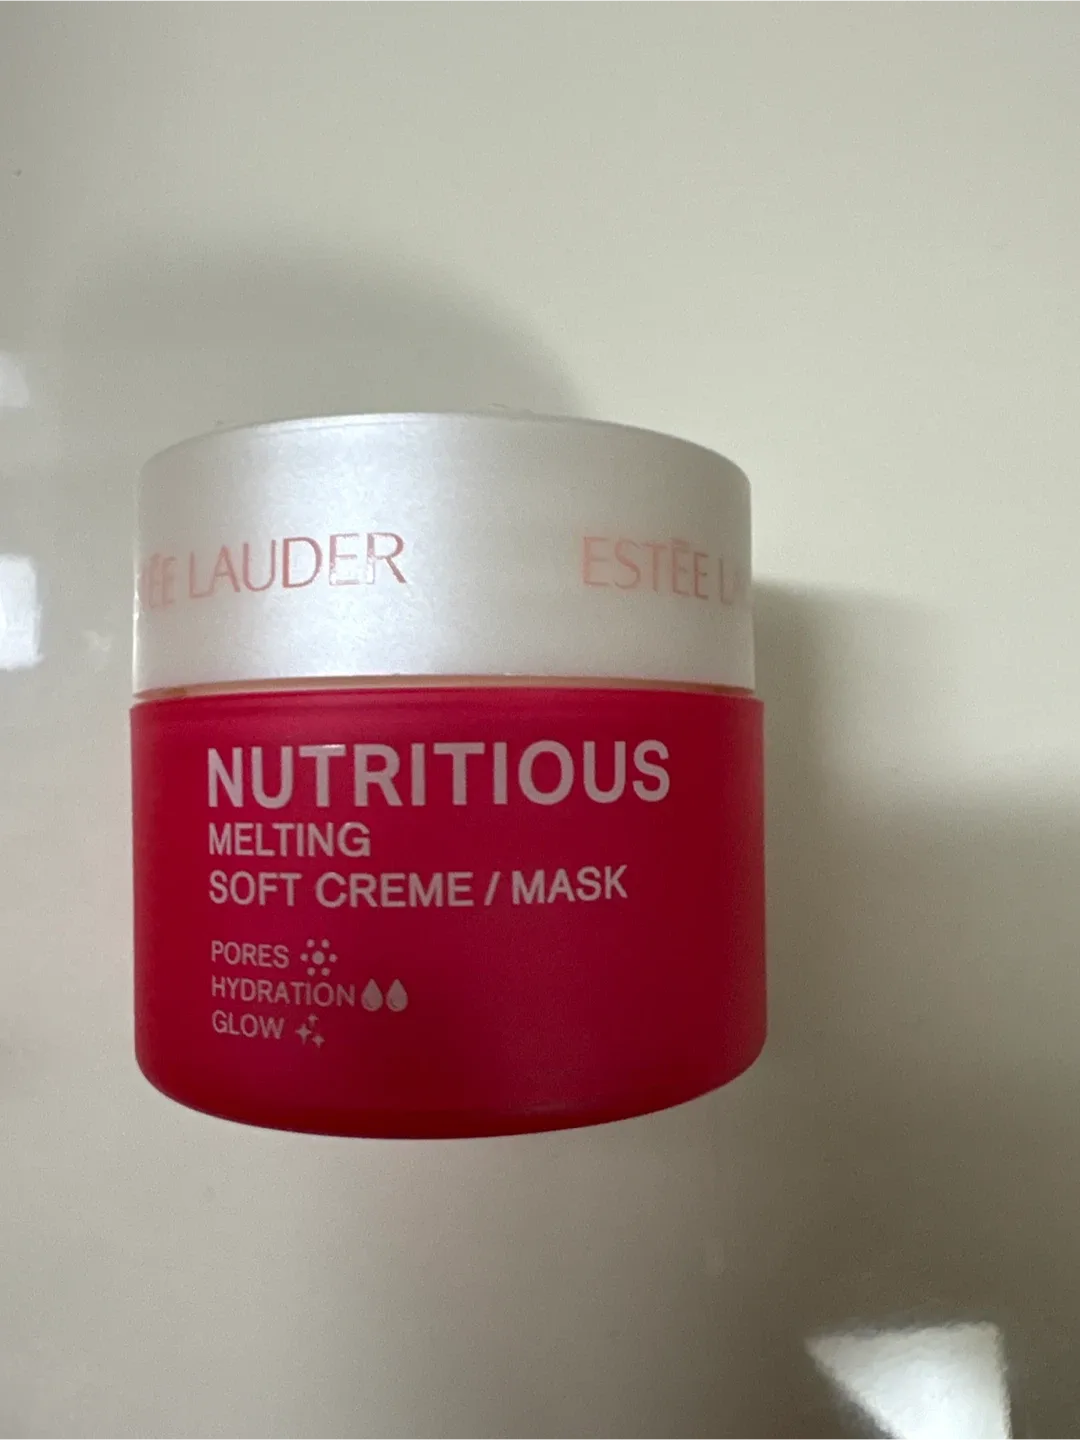 ÉE LAUDER ESTĒE L
NUTRITIOUS
MELTING
SOFT CREME / MASK
PORES
HYDRATION
GLOW